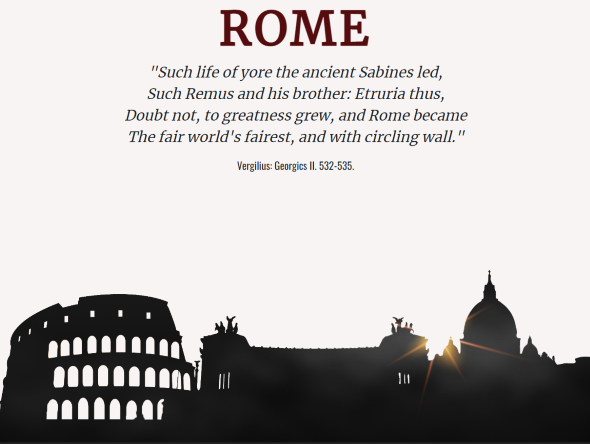 ROME
"Such life of yore the ancient Sabines led,
Such Remus and his brother: Etruria thus,
Doubt not, to greatness grew, and Rome became
The fair world's fairest, and with circling wall."
Vergilius: Georgics II. 532-535.